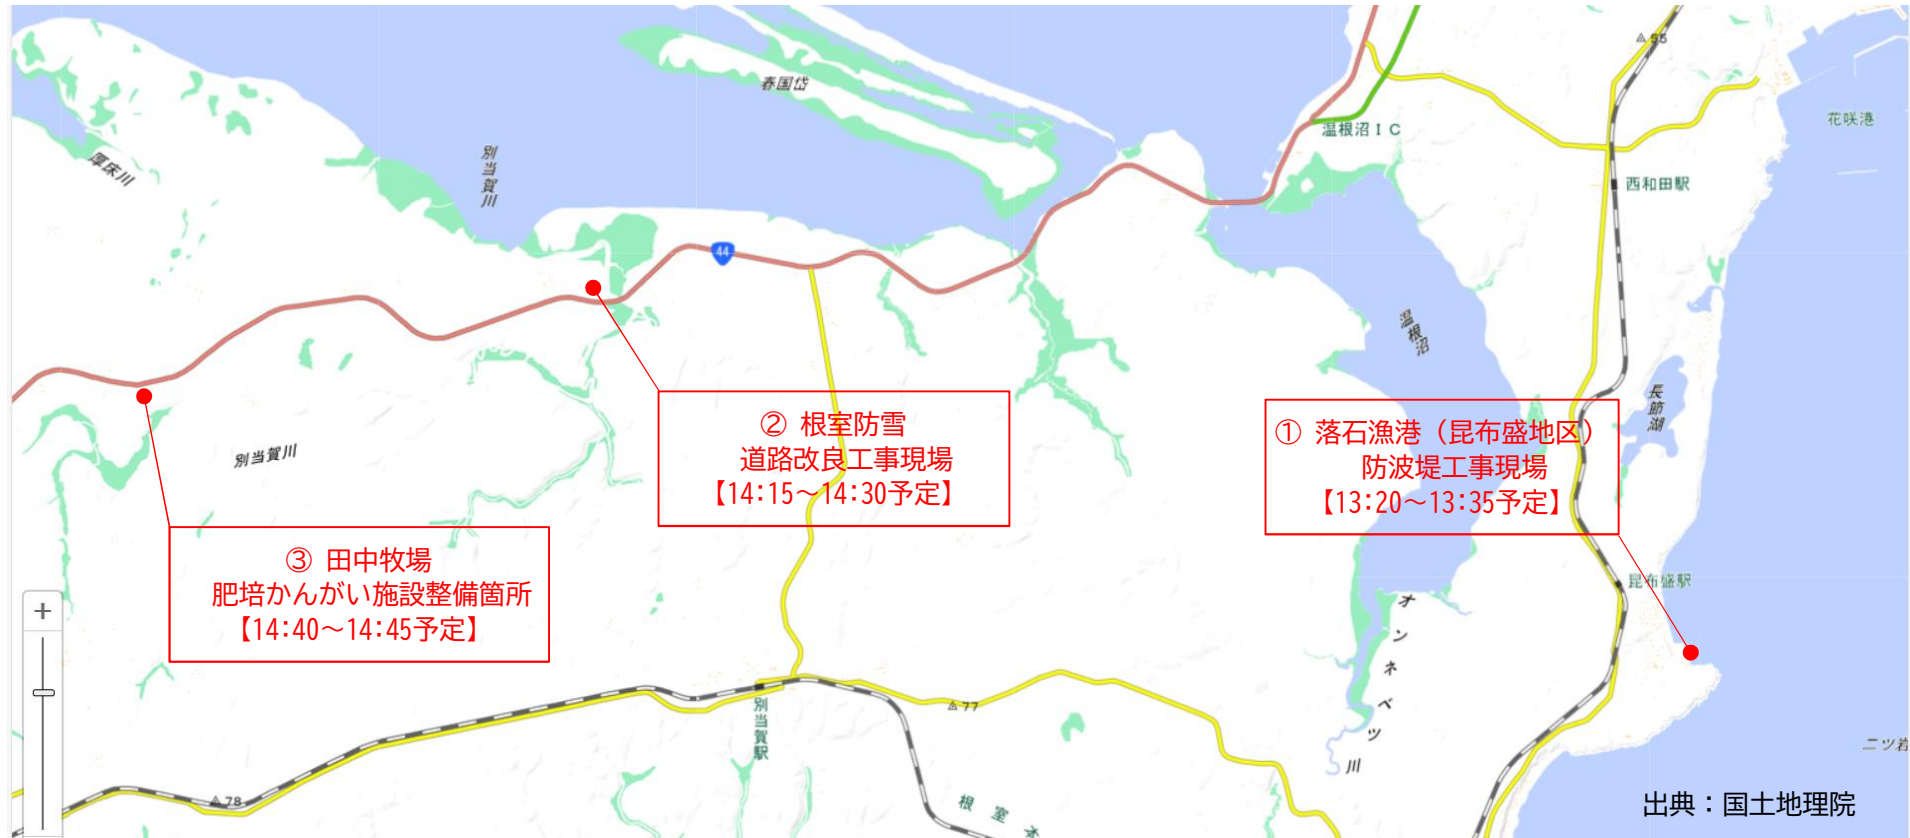 △55
春国岱
花咲港
温根沼ＩＣ
別当賀川
厚床川
西和田駅
44
温根沼
長節湖
① 落石漁港（昆布盛地区）
防波堤工事現場
【13:20～13:35予定】
② 根室防雪
道路改良工事現場
【14:15～14:30予定】
別当賀川
③ 田中牧場
肥培かんがい施設整備箇所
【14:40～14:45予定】
昆布盛駅
+
オンネベツ川
別当賀駅
△77
二ツ岩
△78
根室本
出典：国土地理院